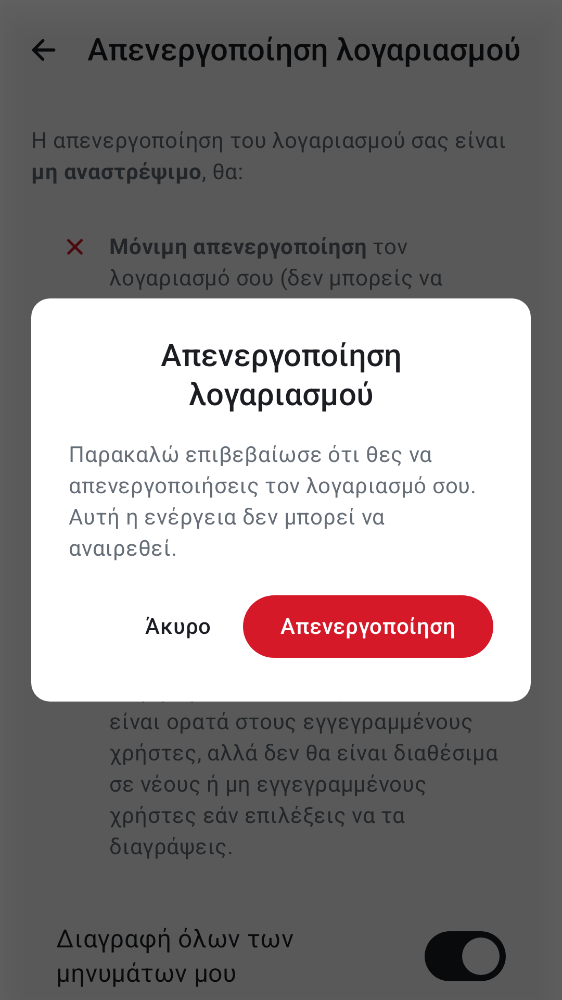 Απενεργοποίηση λογαριασμού
Η απενεργοποίηση του λογαριασμού σας είναι
μη αναστρέψιμο, θα:
Μόνιμη απενεργοποίηση τον
λογαριασμό σου (δεν μπορείς να
Απενεργοποίηση
λογαριασμού
Παρακαλώ επιβεβαίωσε ότι θες να
απενεργοποιήσεις τον λογαριασμό σου.
Αυτή η ενέργεια δεν μπορεί να
αναιρεθεί.
Άκυρο
Απενεργοποίηση
είναι ορατά στους εγγεγραμμένους
χρήστες, αλλά δεν θα είναι διαθέσιμα
σε νέους ή μη εγγεγραμμένους
χρήστες εάν επιλέξεις να τα
διαγράψεις.
Διαγραφή όλων των
μηνυμάτων μου